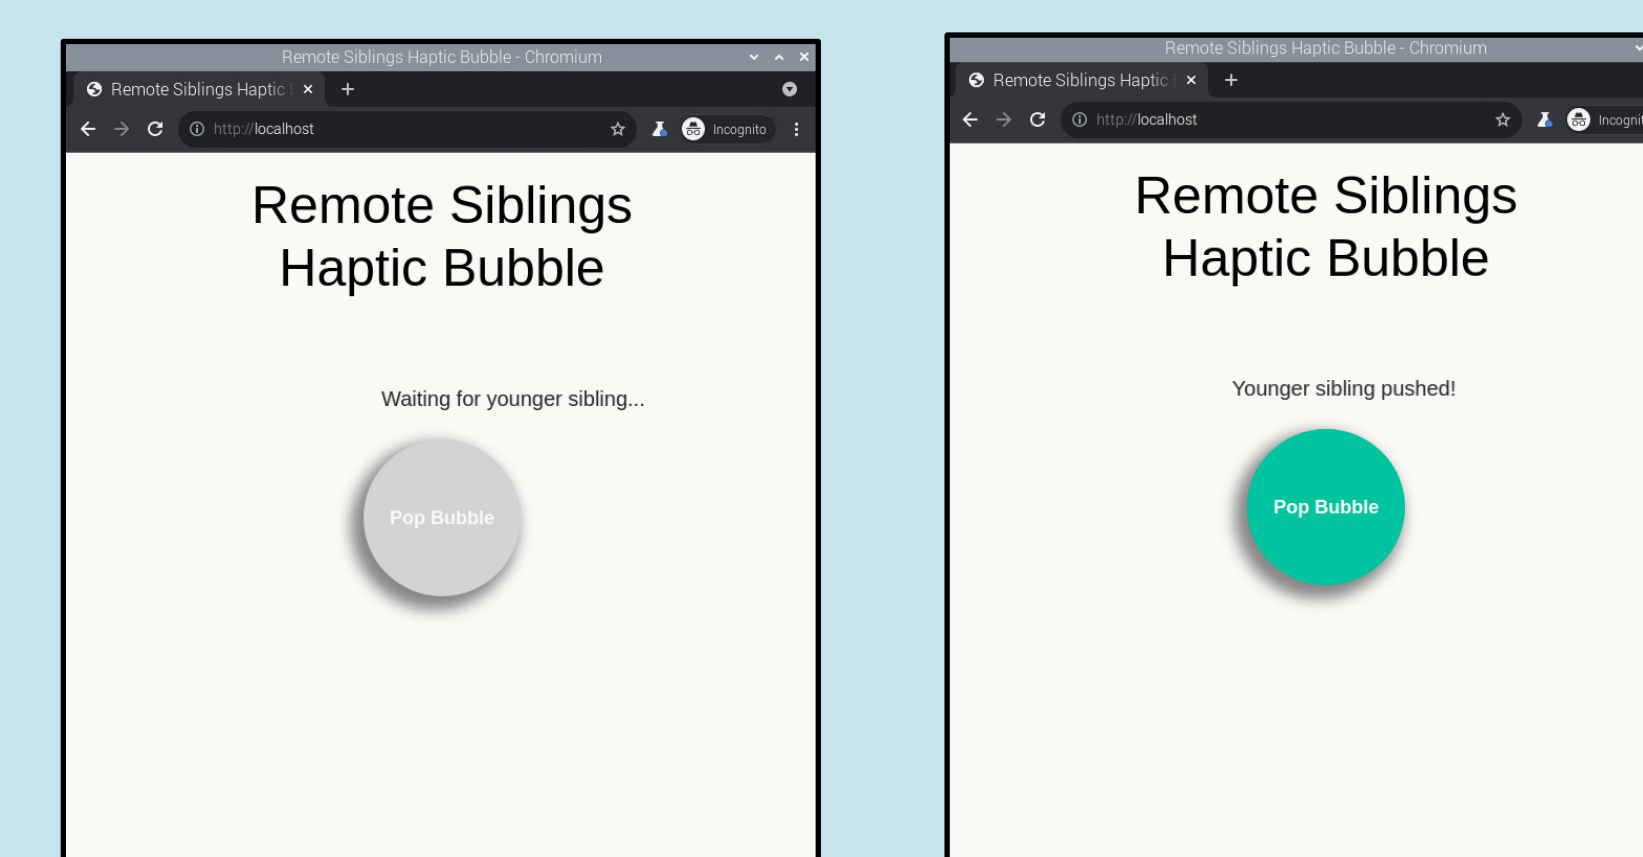 Remote Siblings Haptic Bubble - Chromium
Remote Siblings Haptic
http://localhost
Incognito
Remote Siblings
Haptic Bubble
Waiting for younger sibling...
Pop Bubble
Remote Siblings Haptic Bubble - Chromium
Remote Siblings Haptic
http://localhost
Incognit
Remote Siblings
Haptic Bubble
Younger sibling pushed!
Pop Bubble